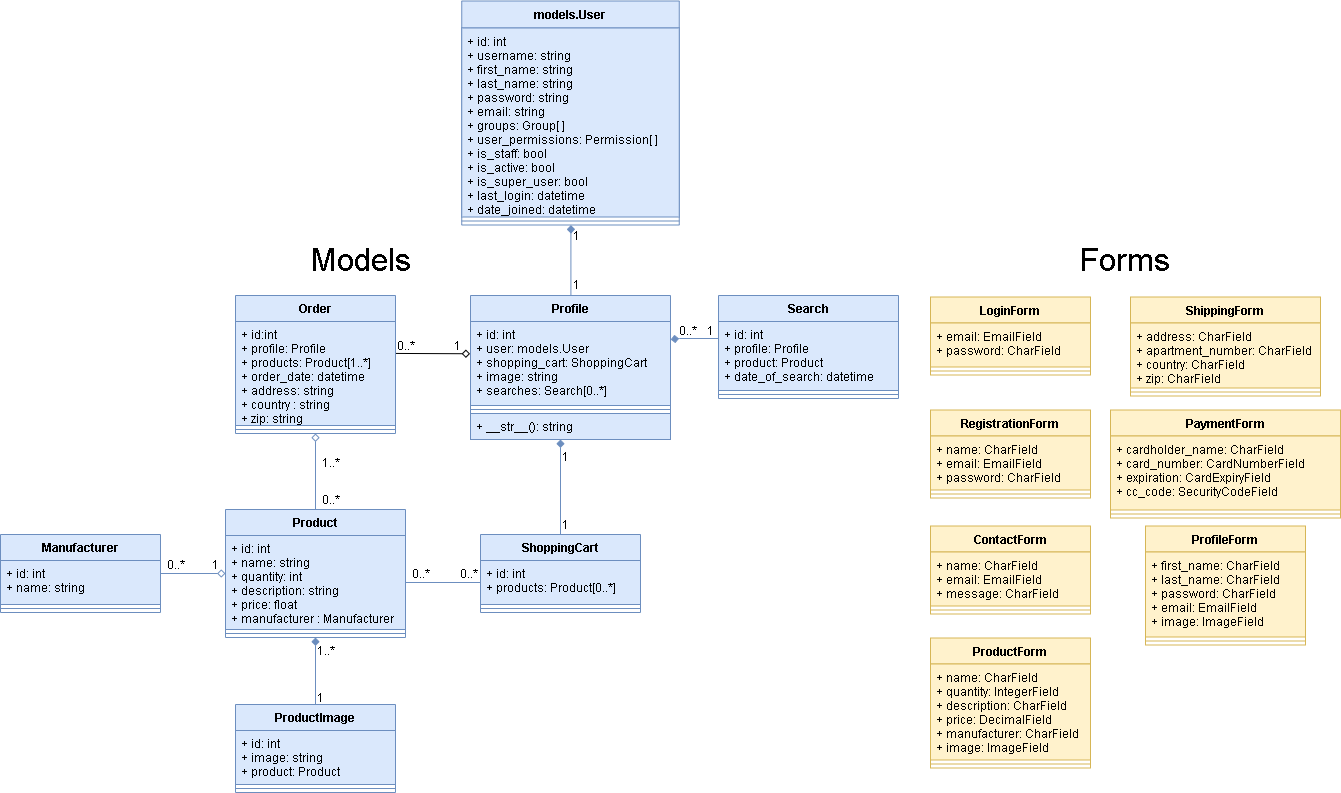 models.User
+ id: int
+ username: string
+ first_name: string
+ last_name: string
+ password: string
+ email: string
+ groups: Group[ ]
+ user_permissions: Permission[ ]
+ is_staff: bool
+ is_active: bool
+ is_super_user: bool
+ last_login: datetime
+ date_joined: datetime
1
1
Models
Order
+ id:int
+ profile: Profile
+ products: Product[1..*]
+ order_date: datetime
+ address: string
+ country : string
+ zip: string
0..*
1
Profile
+ id: int
+ user: models.User
+ shopping_cart: ShoppingCart
+ image: string
+ searches: Search[0..*]
+ __str__(): string
0..*
1
Search
+ id: int
+ profile: Profile
+ product: Product
+ date_of_search: datetime
1..*
0..*
1
1
Manufacturer
+ id: int
+ name: string
0..*
1
Product
+ id: int
+ name: string
+ quantity: int
+ description: string
+ price: float
+ manufacturer : Manufacturer
0..*
0..*
ShoppingCart
+ id: int
+ products: Product[0..*]
1..*
1
ProductImage
+ id: int
+ image: string
+ product: Product
Forms
LoginForm
+ email: EmailField
+ password: CharField
ShippingForm
+ address: CharField
+ apartment_number: CharField
+ country: CharField
+ zip: CharField
RegistrationForm
+ name: CharField
+ email: EmailField
+ password: CharField
PaymentForm
+ cardholder_name: CharField
+ card_number: CardNumberField
+ expiration: CardExpiryField
+ cc_code: SecurityCodeField
ContactForm
+ name: CharField
+ email: EmailField
+ message: CharField
ProfileForm
+ first_name: CharField
+ last_name: CharField
+ password: CharField
+ email: EmailField
+ image: ImageField
ProductForm
+ name: CharField
+ quantity: IntegerField
+ description: CharField
+ price: DecimalField
+ manufacturer: CharField
+ image: ImageField